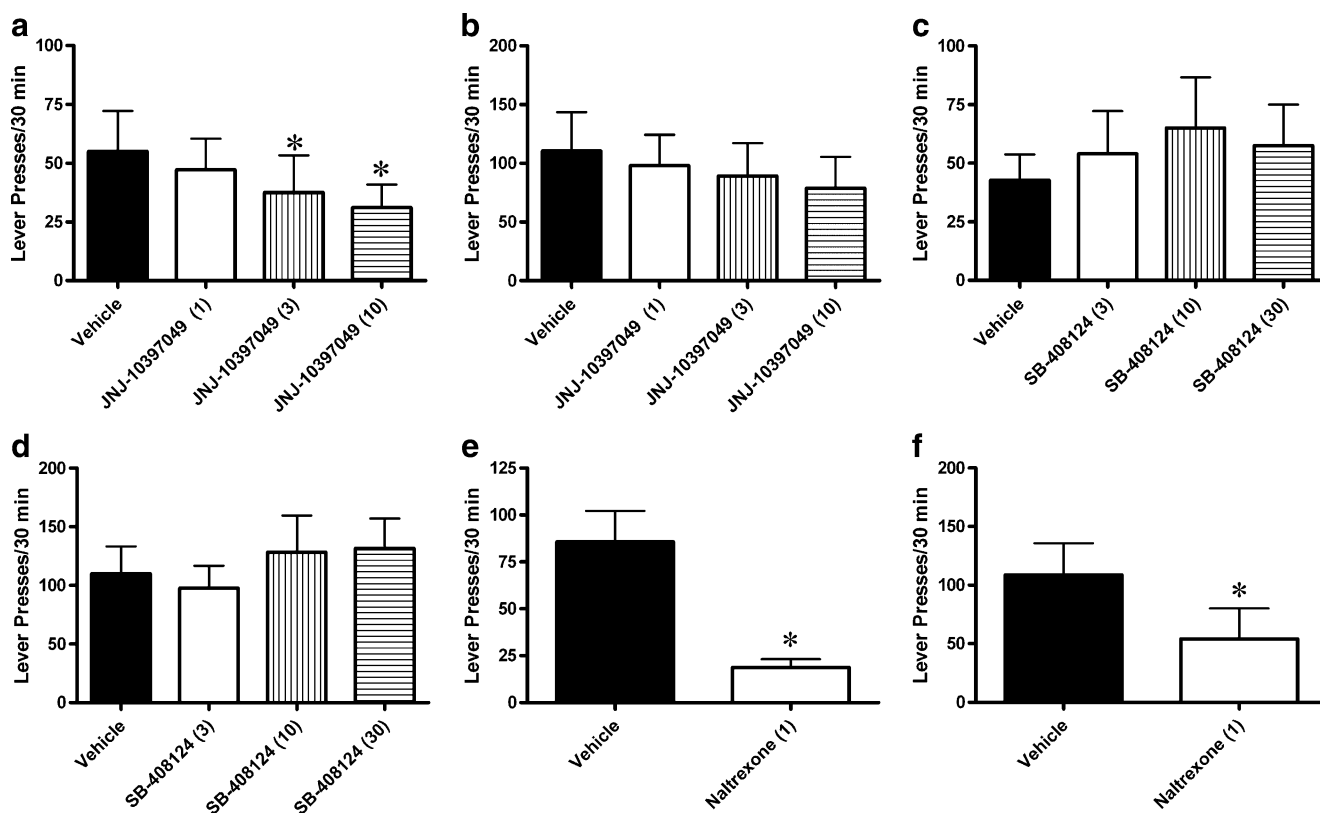 a
Lever Presses/30 min
100
75
50
25
0
*
*
Vehicle
JNJ-10397049 (1)
JNJ-10397049 (3)
JNJ-10397049 (10)
b
Lever Presses/30 min
200
150
100
50
0
Vehicle
JNJ-10397049 (1)
JNJ-10397049 (3)
JNJ-10397049 (10)
c
Lever Presses/30 min
100
75
50
25
0
Vehicle
SB-408124 (3)
SB-408124 (10)
SB-408124 (30)
d
Lever Presses/30 min
200
150
100
50
0
Vehicle
SB-408124 (3)
SB-408124 (10)
SB-408124 (30)
e
Lever Presses/30 min
125
100
75
50
25
0
*
Vehicle
Naltrexone (1)
f
Lever Presses/30 min
200
150
100
50
0
*
Vehicle
Naltrexone (1)